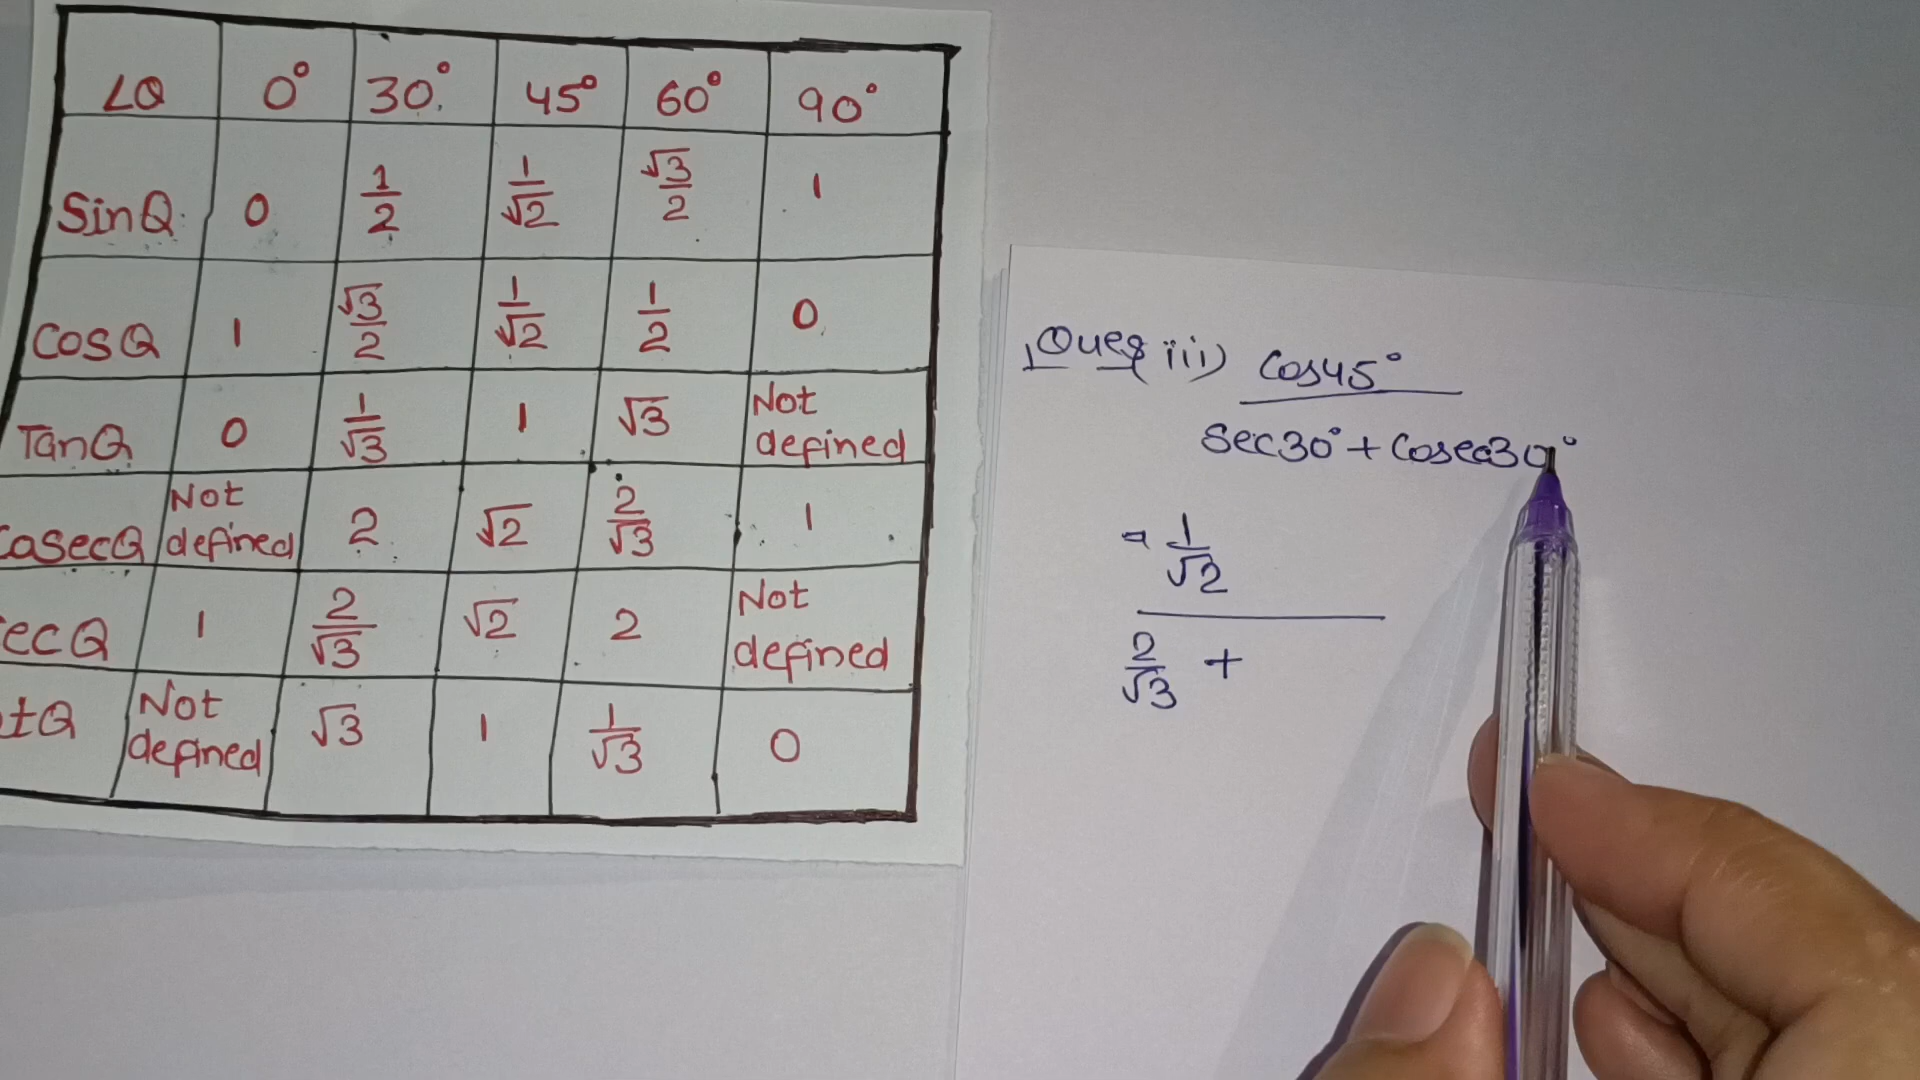 ∠Q 0° 30° 45° 60° 90°
SinQ 0 1/2 1/√2 √3/2 1
CosQ 1 √3/2 1/√2 1/2 0
TanQ 0 1/√3 1 √3 Not defined
CosecQ Not defined 2 √2 2/√3 1
ecQ 1 2/√3 √2 2 Not defined
otQ Not defined √3 1 1/√3 0
Ques iii) Cos45°
Sec30° + Cosec30°
= 1/√2
2/√3 +